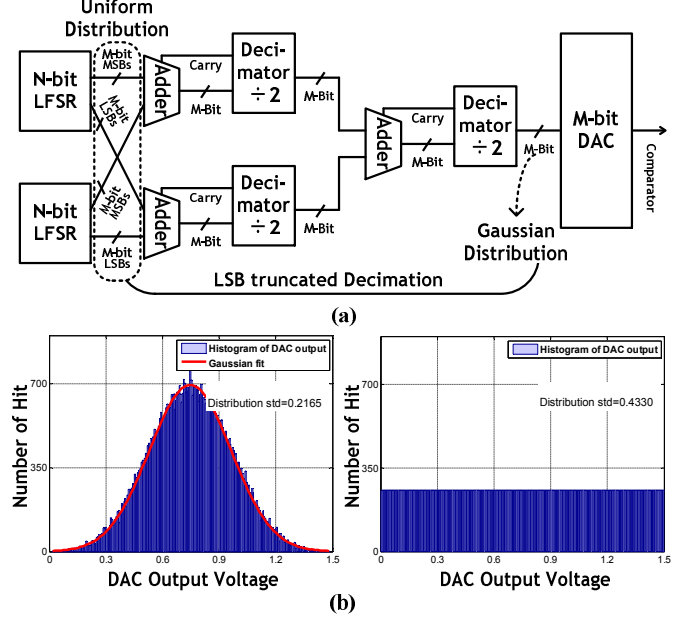 Uniform
Distribution
N-bit
LFSR
M-bit
MSBs
M-bit
LSBs
Adder
Carry
M-Bit
Deci-
mator
÷2
M-Bit
N-bit
LFSR
M-bit
MSBs
M-bit
LSBs
Adder
Carry
M-Bit
Deci-
mator
÷2
M-Bit
Adder
Carry
M-Bit
Deci-
mator
÷2
M-Bit
M-bit
DAC
Comparator
Gaussian
Distribution
LSB truncated Decimation
(a)
Histogram of DAC output
Gaussian fit
Distribution std=0.2165
Number of Hit
700
350
0
0 0.3 0.6 0.9 1.2 1.5
DAC Output Voltage
Histogram of DAC output
Distribution std=0.4330
Number of Hit
700
350
0
0 0.3 0.6 0.9 1.2 1.5
DAC Output Voltage
(b)